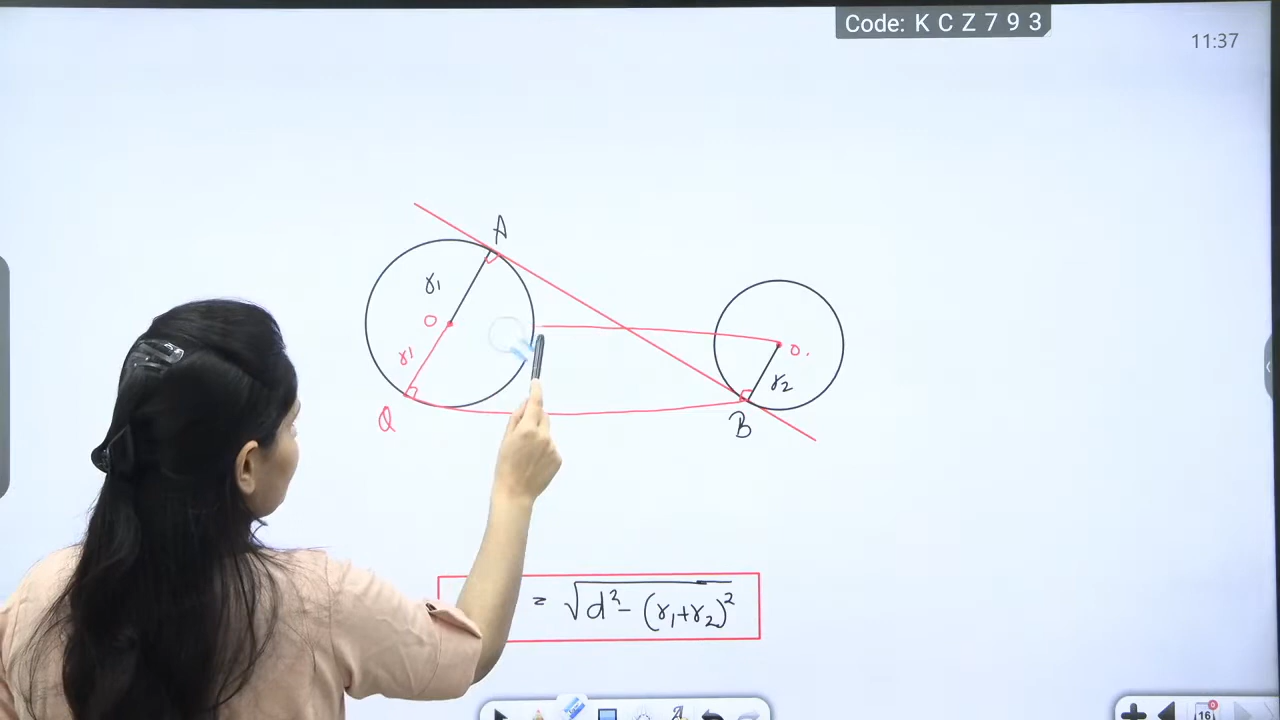 Code: K C Z 7 9 3
11:37
A
r₁
O
r₁
O.
r₂
Q
B
= √d² - (r₁+r₂)²
16